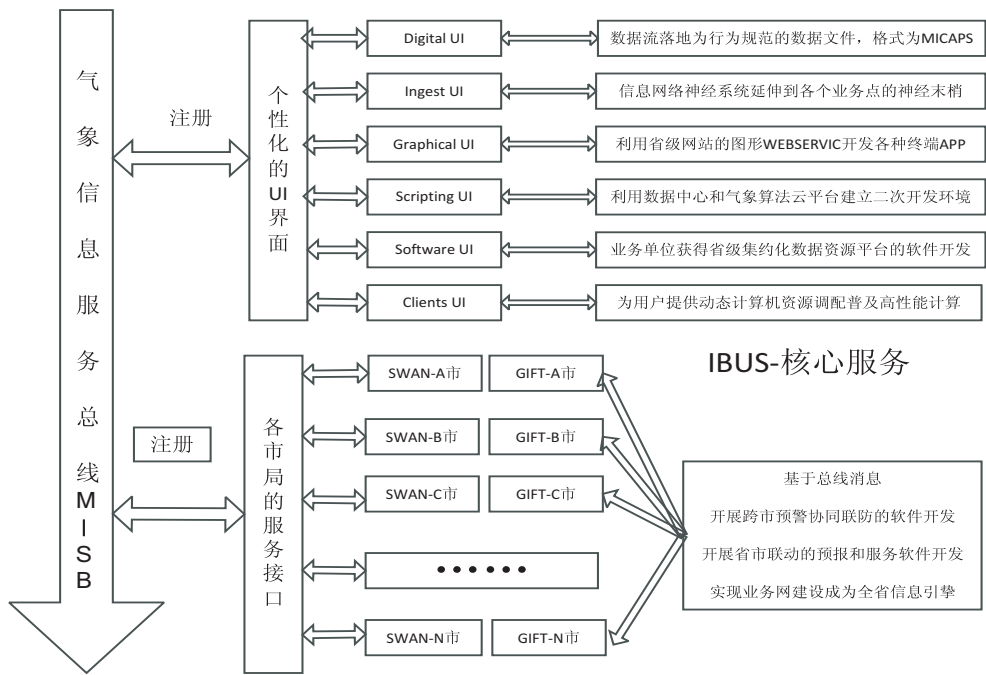 气象信息服务总线MISB
注册
个性化的UI界面
Digital UI
数据流落地为行为规范的数据文件，格式为MICAPS
Ingest UI
信息网络神经系统延伸到各个业务点的神经末梢
Graphical UI
利用省级网站的图形WEBSERVIC开发各种终端APP
Scripting UI
利用数据中心和气象算法云平台建立二次开发环境
Software UI
业务单位获得省级集约化数据资源平台的软件开发
Clients UI
为用户提供动态计算机资源调配普及高性能计算
IBUS-核心服务
注册
各市局的服务接口
SWAN-A市
GIFT-A市
SWAN-B市
GIFT-B市
SWAN-C市
GIFT-C市
••••••
SWAN-N市
GIFT-N市
基于总线消息
开展跨市预警协同联防的软件开发
开展省市联动的预报和服务软件开发
实现业务网建设成为全省信息引挚